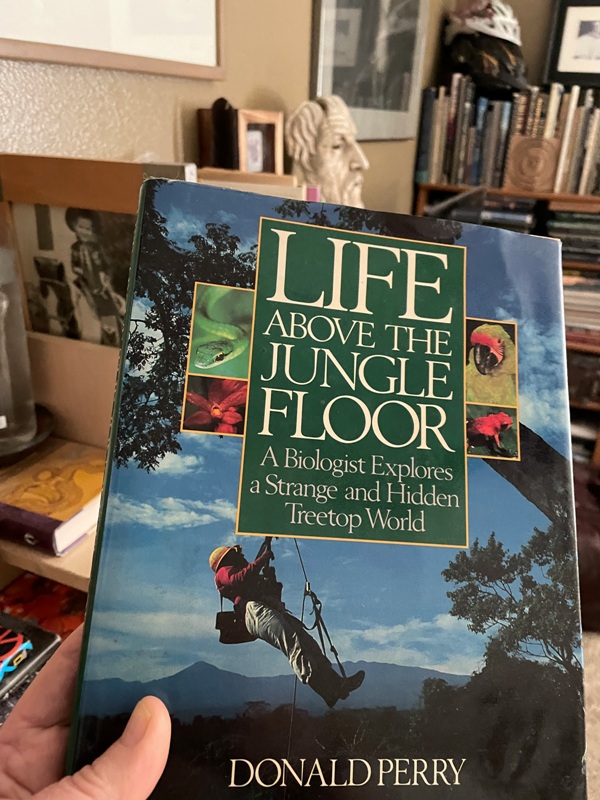 LIFE
ABOVE THE
JUNGLE
FLOOR
A Biologist Explores
a Strange and Hidden
Treetop World
DONALD PERRY